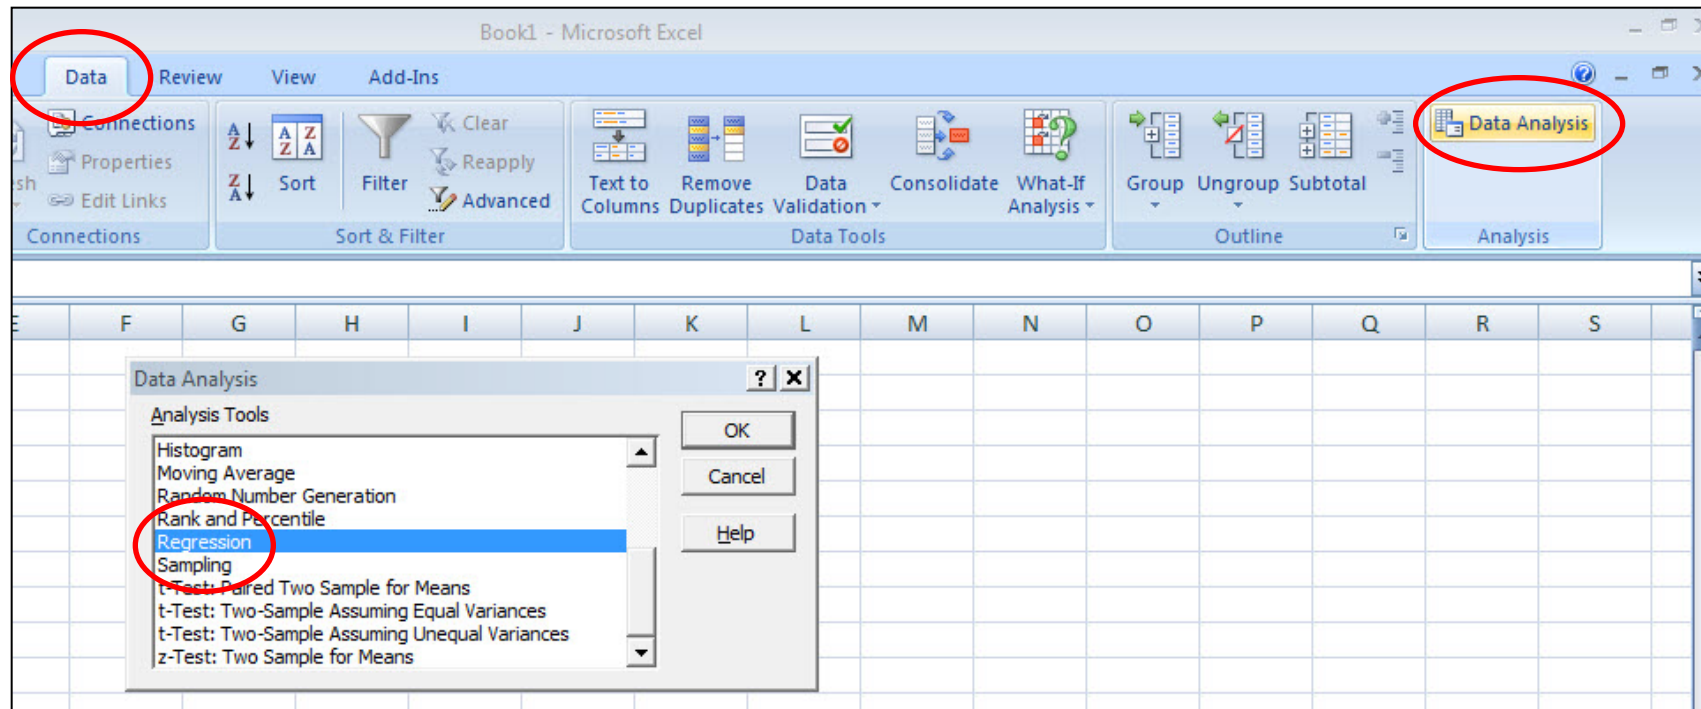 Book1 - Microsoft Excel
Data Review View Add-Ins
Connections
Properties
Edit Links
Connections
A Z
Z A
A Z
Z A
Sort
Filter
Clear
Reapply
Advanced
Sort & Filter
Text to
Columns
Remove
Duplicates
Data
Validation
Consolidate
What-If
Analysis
Data Tools
Group
Ungroup
Subtotal
Outline
Data Analysis
Analysis
F G H I J K L M N O P Q R S
Data Analysis
Analysis Tools
Histogram
Moving Average
Random Number Generation
Rank and Percentile
Regression
Sampling
t-Test: Paired Two Sample for Means
t-Test: Two-Sample Assuming Equal Variances
t-Test: Two-Sample Assuming Unequal Variances
z-Test: Two Sample for Means
OK
Cancel
Help